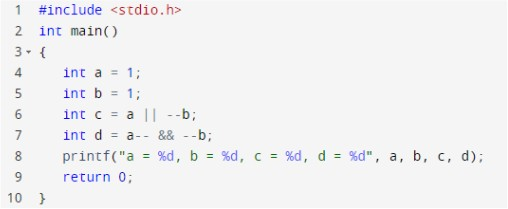 1 #include <stdio.h>
2 int main()
3 {
4 int a = 1;
5 int b = 1;
6 int c = a || --b;
7 int d = a-- && --b;
8 printf("a = %d, b = %d, c = %d, d = %d", a, b, c, d);
9 return 0;
10 }